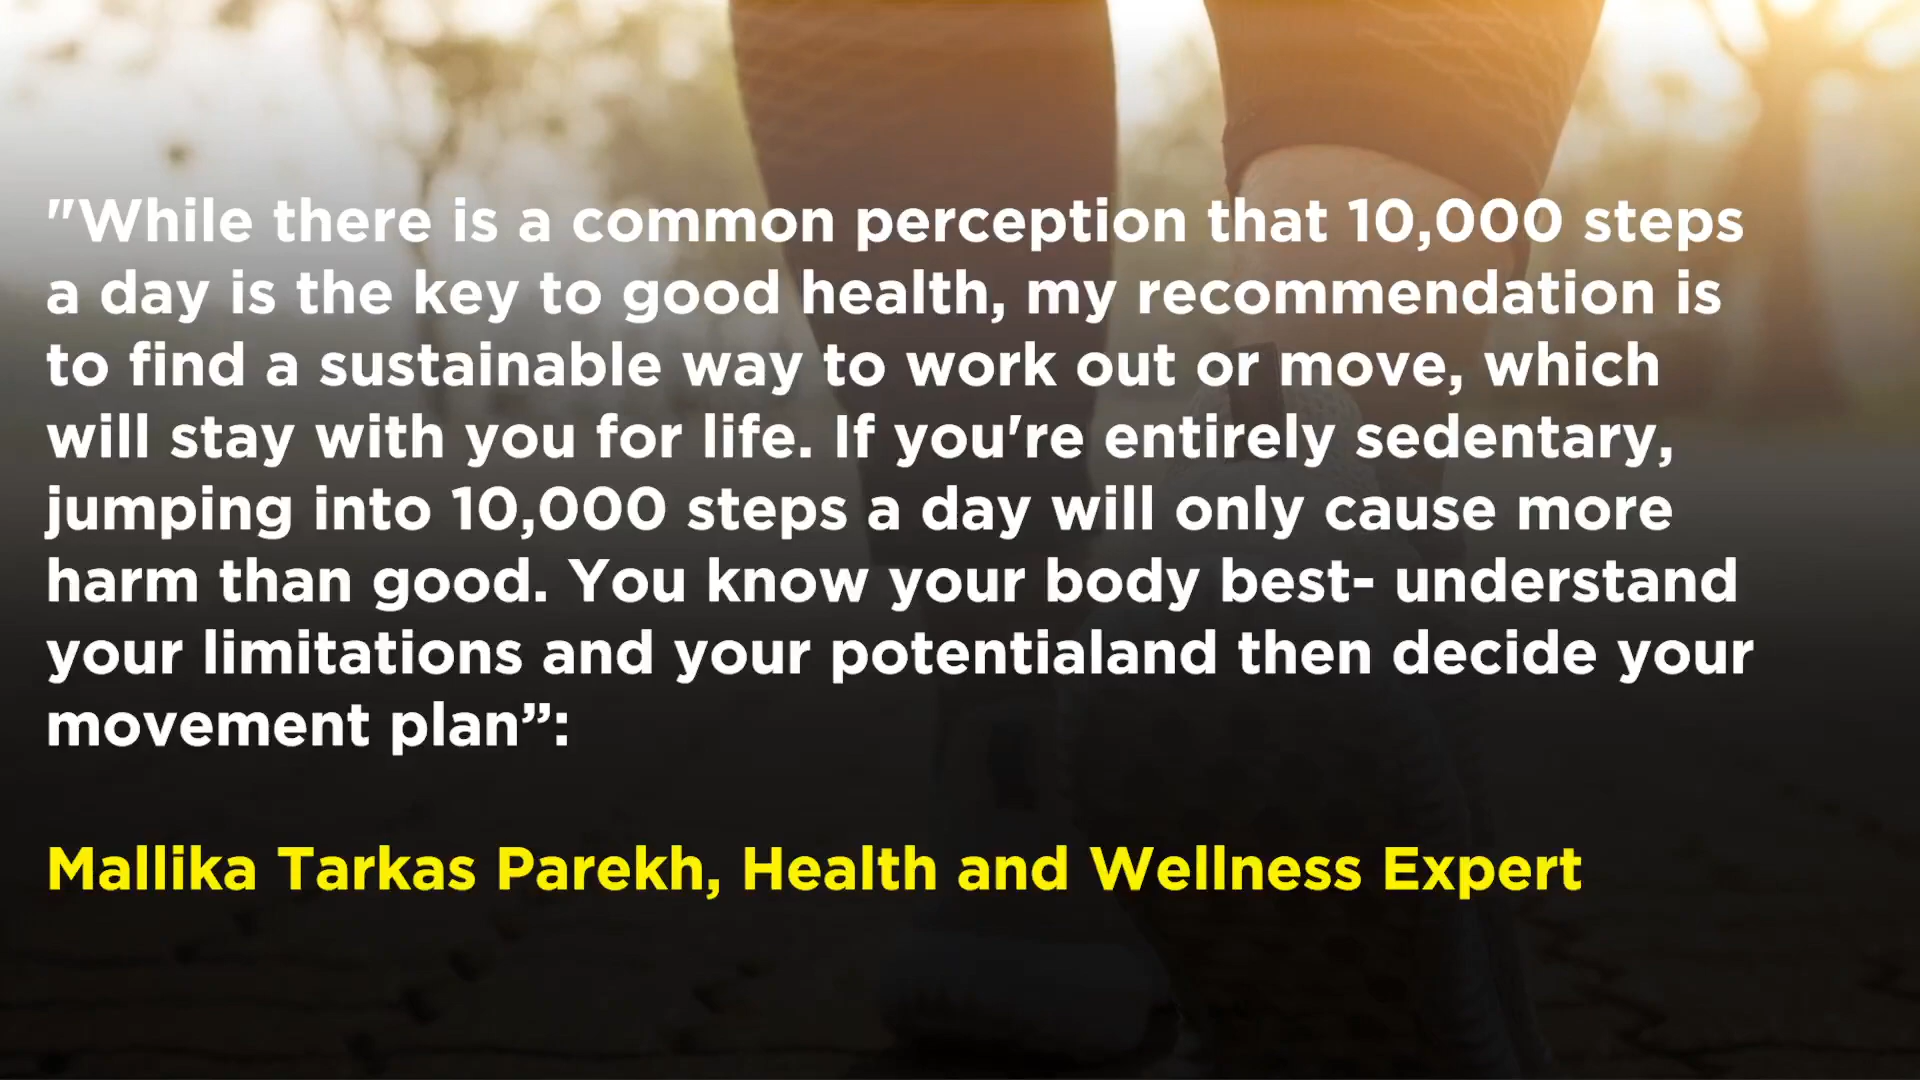 "While there is a common perception that 10,000 steps
a day is the key to good health, my recommendation is
to find a sustainable way to work out or move, which
will stay with you for life. If you're entirely sedentary,
jumping into 10,000 steps a day will only cause more
harm than good. You know your body best- understand
your limitations and your potentialand then decide your
movement plan”:
Mallika Tarkas Parekh, Health and Wellness Expert